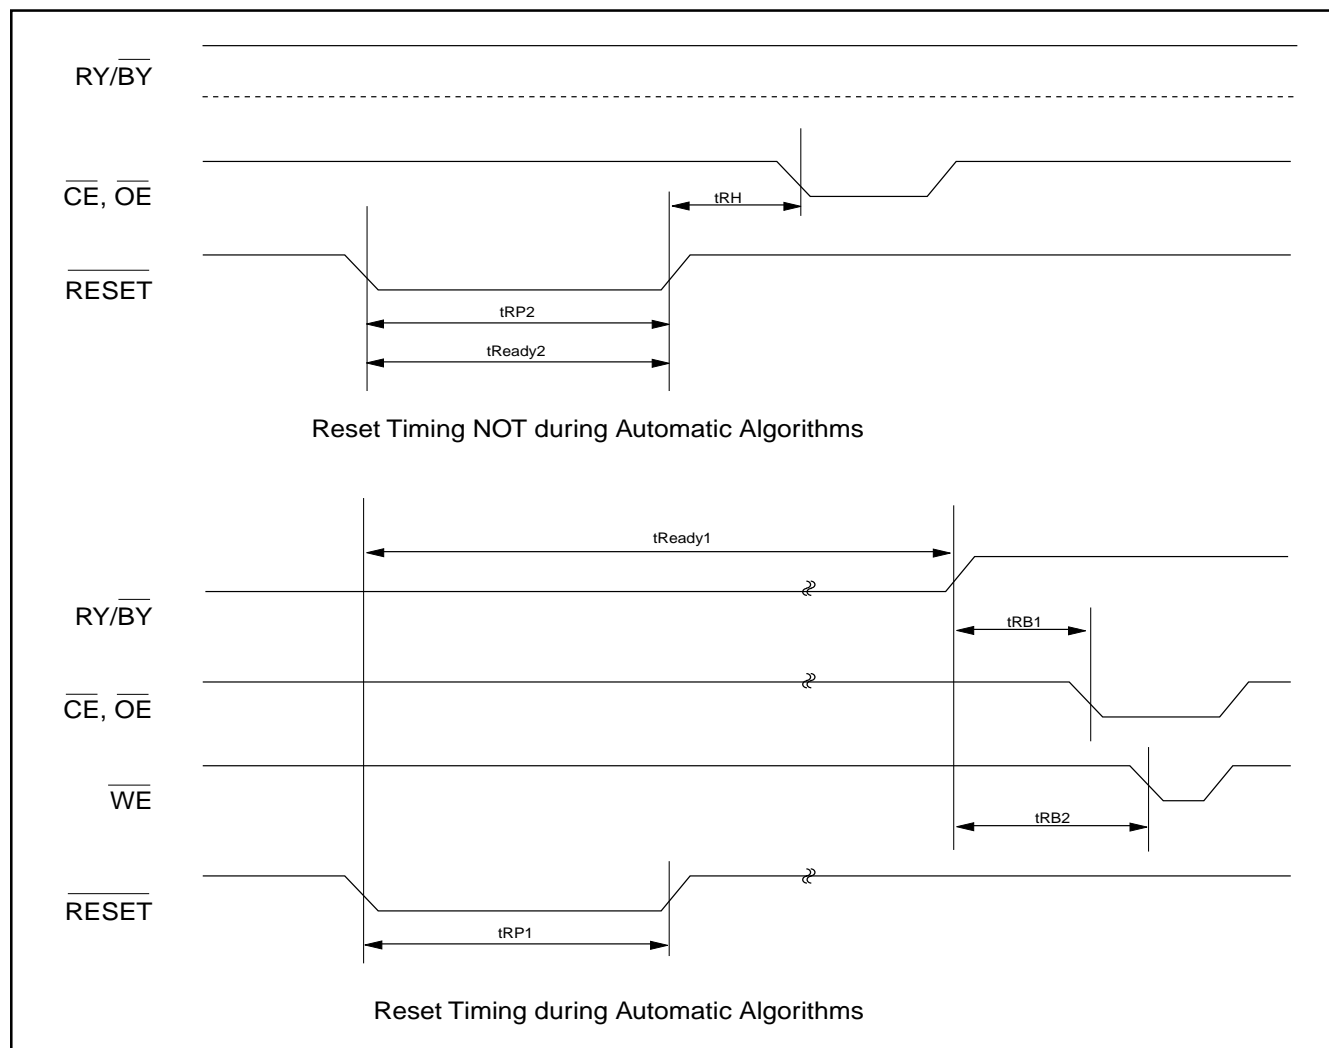 RY/BY
CE, OE
tRH
RESET
tRP2
tReady2
Reset Timing NOT during Automatic Algorithms
tReady1
RY/BY
tRB1
CE, OE
WE
tRB2
RESET
tRP1
Reset Timing during Automatic Algorithms